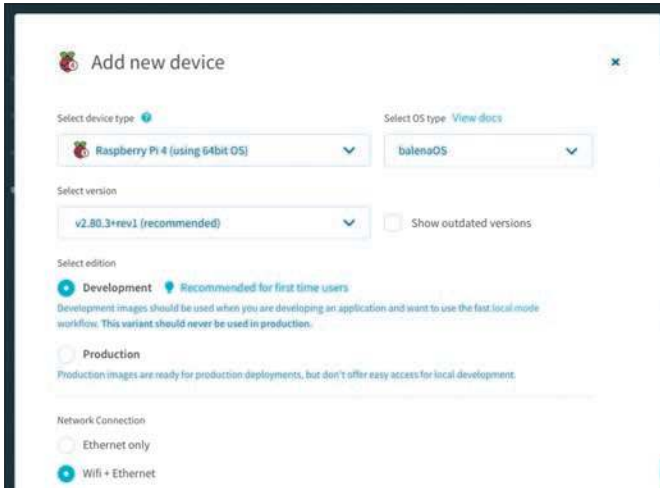 Add new device
Select device type
Select OS type View docs
Raspberry Pi 4 (using 64bit OS)
balenaOS
Select version
v2.80.3+rev1 (recommended)
Show outdated versions
Select edition
Development Recommended for first time users
Development images should be used when you are developing an application and want to use the fast local mode
workflow. This variant should never be used in production.
Production
Production images are ready for production deployments, but don't offer easy access for local development.
Network Connection
Ethernet only
Wifi + Ethernet